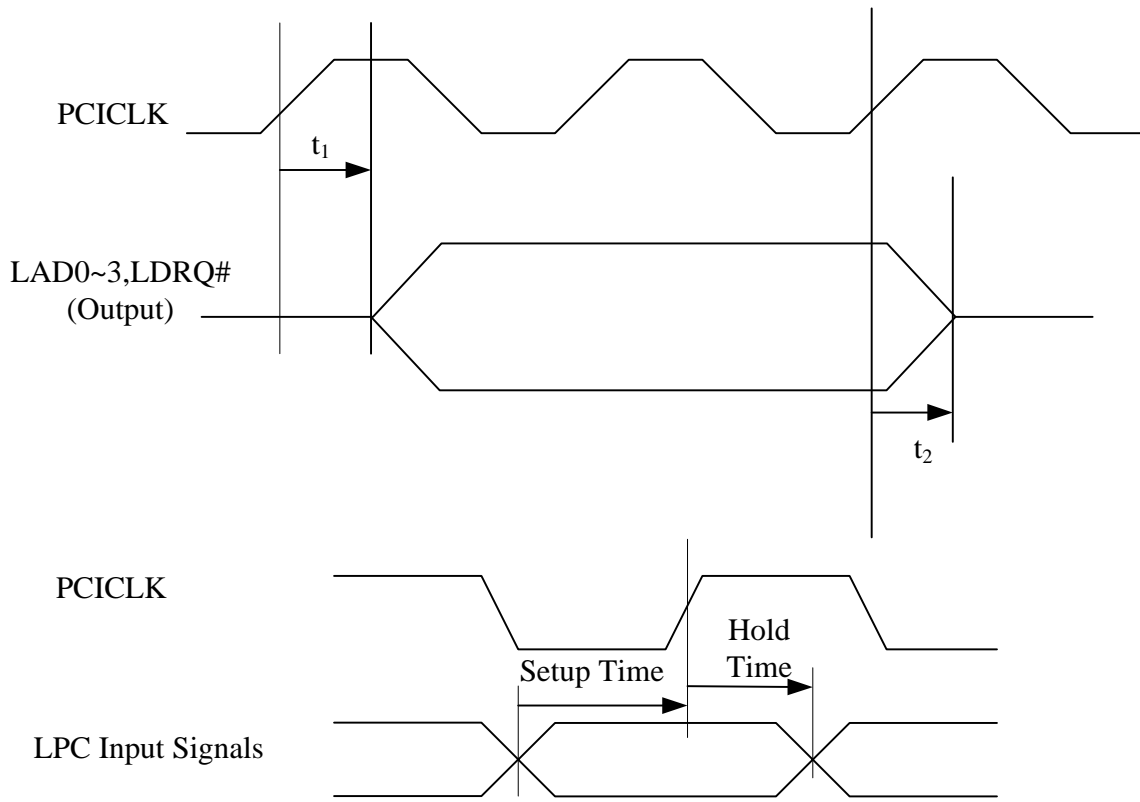 PCICLK
t1
LAD0~3,LDRQ#
(Output)
t2
PCICLK
Hold
Time
Setup Time
LPC Input Signals